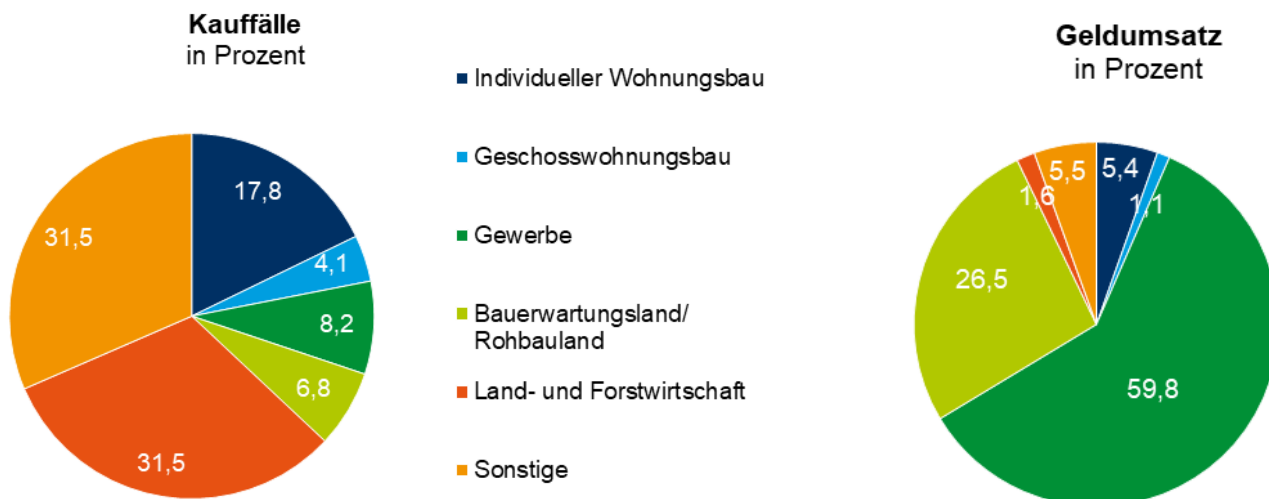 Kauffälle
in Prozent
17,8
4,1
8,2
6,8
31,5
31,5
Individueller Wohnungsbau
Geschosswohnungsbau
Gewerbe
Bauerwartungsland/
Rohbauland
Land- und Forstwirtschaft
Sonstige
Geldumsatz
in Prozent
5,4
1,1
59,8
26,5
1,6
5,5